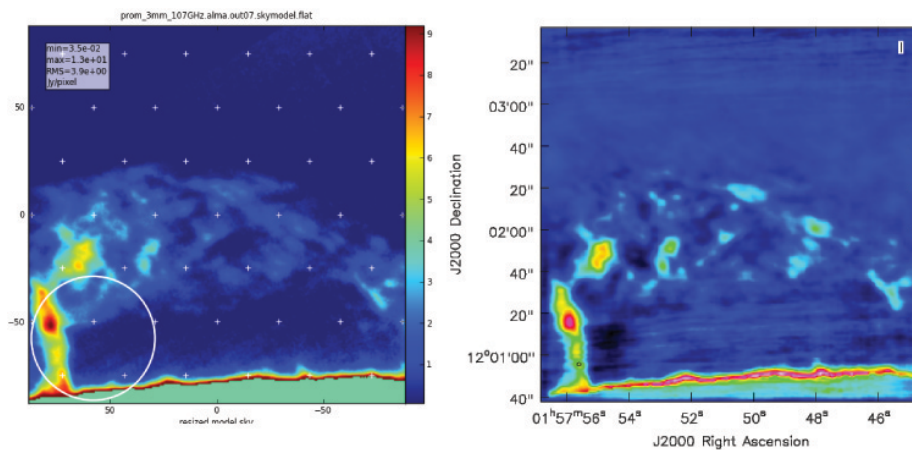 prom_3mm_107GHz.alma.out07.skymodel.flat
min=3.5e-02
max=1.3e+01
RMS=3.9e+00
Jy/pixel
50
0
−50
50
0
−50
resized model sky
9
8
7
6
5
4
3
2
1
J2000 Declination
20"
03'00"
40"
20"
02'00"
40"
20"
12°01'00"
40"
01ʰ57ᵐ56ˢ
54ˢ
52ˢ
50ˢ
48ˢ
46ˢ
J2000 Right Ascension